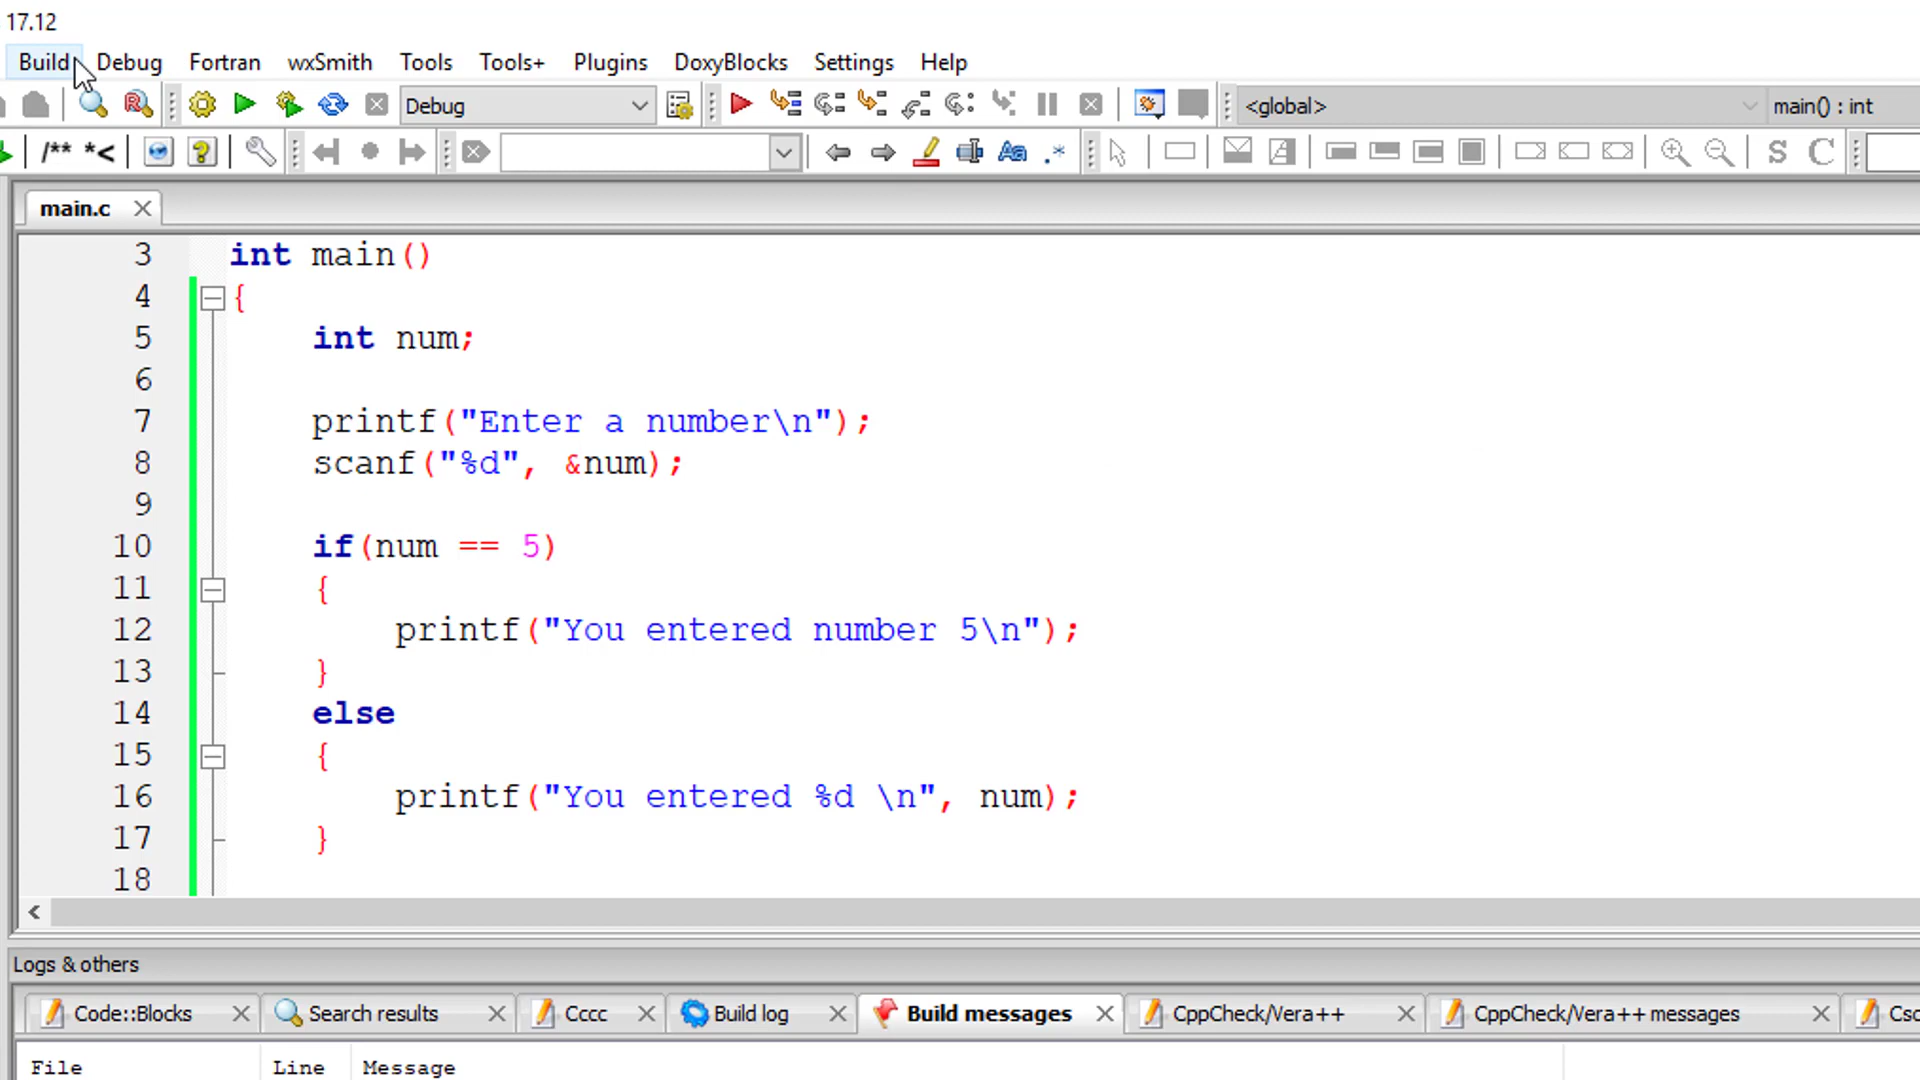 17.12
Build Debug Fortran wxSmith Tools Tools+ Plugins DoxyBlocks Settings Help
Debug <global> main() : int
/** *< Aa .* S C
main.c
3 int main()
4 {
5 int num;
6
7 printf("Enter a number\n");
8 scanf("%d", &num);
9
10 if(num == 5)
11 {
12 printf("You entered number 5\n");
13 }
14 else
15 {
16 printf("You entered %d \n", num);
17 }
18
Logs & others
Code::Blocks Search results Cccc Build log Build messages CppCheck/Vera++ CppCheck/Vera++ messages Csc
File Line Message